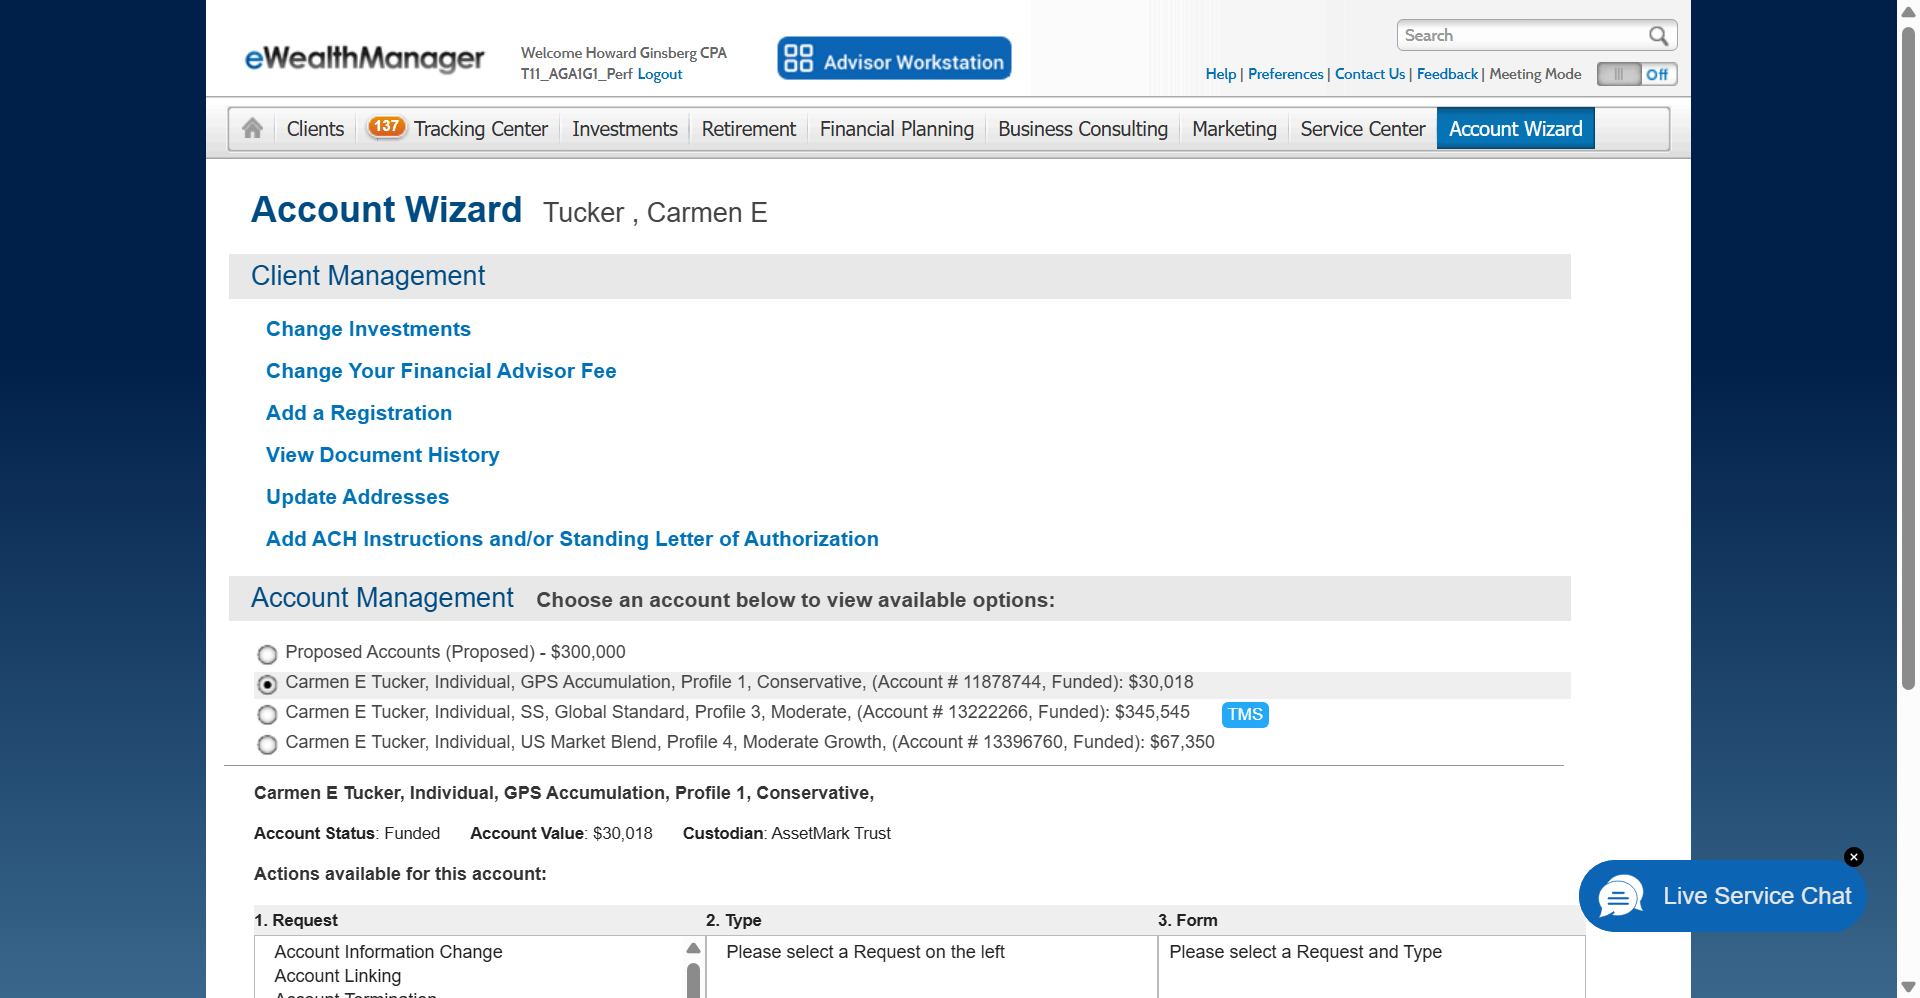 eWealthManager
Welcome Howard Ginsberg CPA
T11_AGA1G1_Perf Logout
Advisor Workstation
Search
Help | Preferences | Contact Us | Feedback | Meeting Mode Off
Clients 137 Tracking Center Investments Retirement Financial Planning Business Consulting Marketing Service Center Account Wizard
Account Wizard Tucker , Carmen E
Client Management
Change Investments
Change Your Financial Advisor Fee
Add a Registration
View Document History
Update Addresses
Add ACH Instructions and/or Standing Letter of Authorization
Account Management Choose an account below to view available options:
Proposed Accounts (Proposed) - $300,000
Carmen E Tucker, Individual, GPS Accumulation, Profile 1, Conservative, (Account # 11878744, Funded): $30,018
Carmen E Tucker, Individual, SS, Global Standard, Profile 3, Moderate, (Account # 13222266, Funded): $345,545 TMS
Carmen E Tucker, Individual, US Market Blend, Profile 4, Moderate Growth, (Account # 13396760, Funded): $67,350
Carmen E Tucker, Individual, GPS Accumulation, Profile 1, Conservative,
Account Status: Funded Account Value: $30,018 Custodian: AssetMark Trust
Actions available for this account:
Live Service Chat
1. Request 2. Type 3. Form
Account Information Change Please select a Request on the left Please select a Request and Type
Account Linking
Account Termination